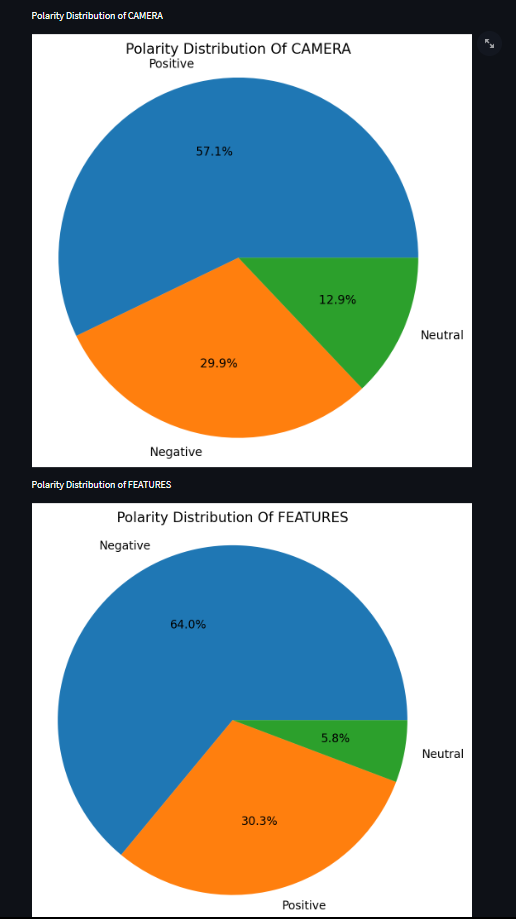 Polarity Distribution of CAMERA
Polarity Distribution Of CAMERA
Positive
57.1%
12.9%
Neutral
29.9%
Negative
Polarity Distribution of FEATURES
Polarity Distribution Of FEATURES
Negative
64.0%
5.8%
Neutral
30.3%
Positive